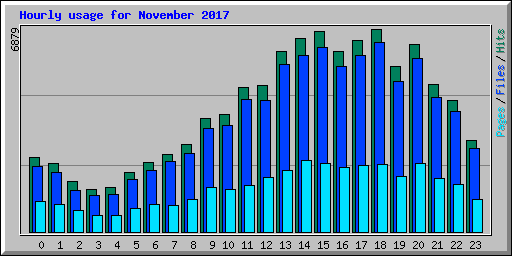 Hourly usage for November 2017
6879
Pages / Files / Hits
0 1 2 3 4 5 6 7 8 9 10 11 12 13 14 15 16 17 18 19 20 21 22 23